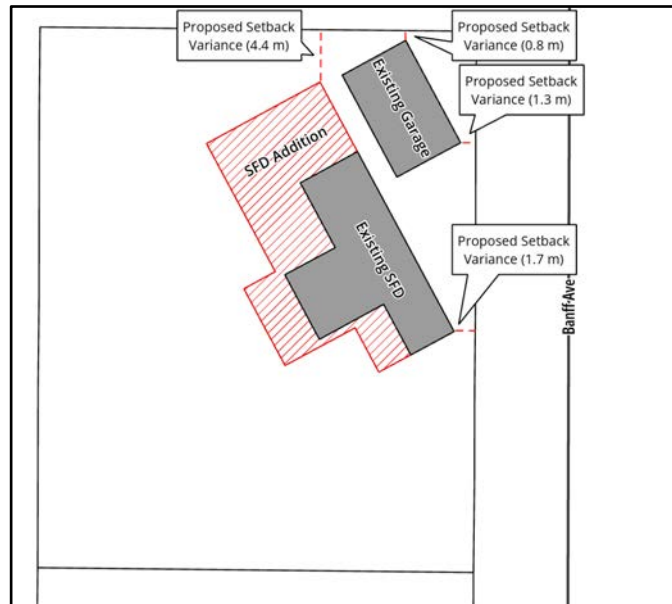 Proposed Setback
Variance (4.4 m)
Proposed Setback
Variance (0.8 m)
Proposed Setback
Variance (1.3 m)
Existing Garage
SFD Addition
Existing SFD
Proposed Setback
Variance (1.7 m)
Banff Ave